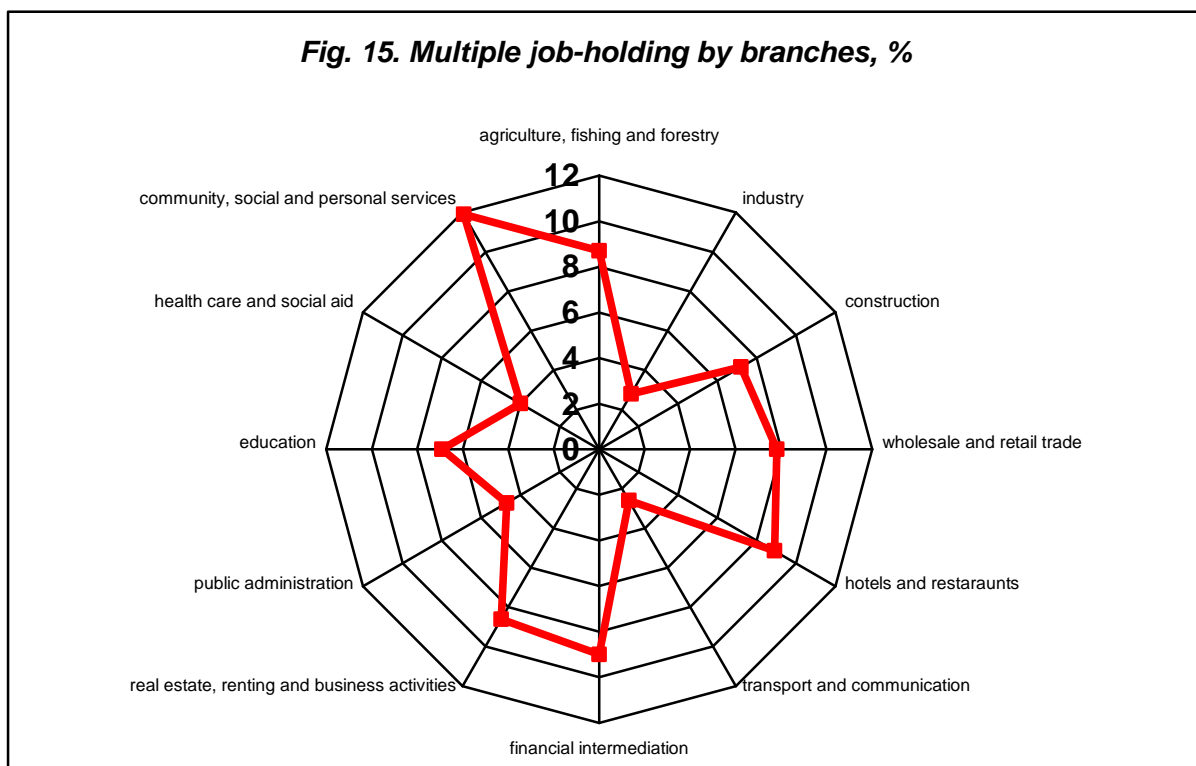 Fig. 15. Multiple job-holding by branches, %
agriculture, fishing and forestry
12
community, social and personal services
industry
10
8
health care and social aid
construction
6
4
2
education
0
wholesale and retail trade
public administration
hotels and restaraunts
real estate, renting and business activities
transport and communication
financial intermediation